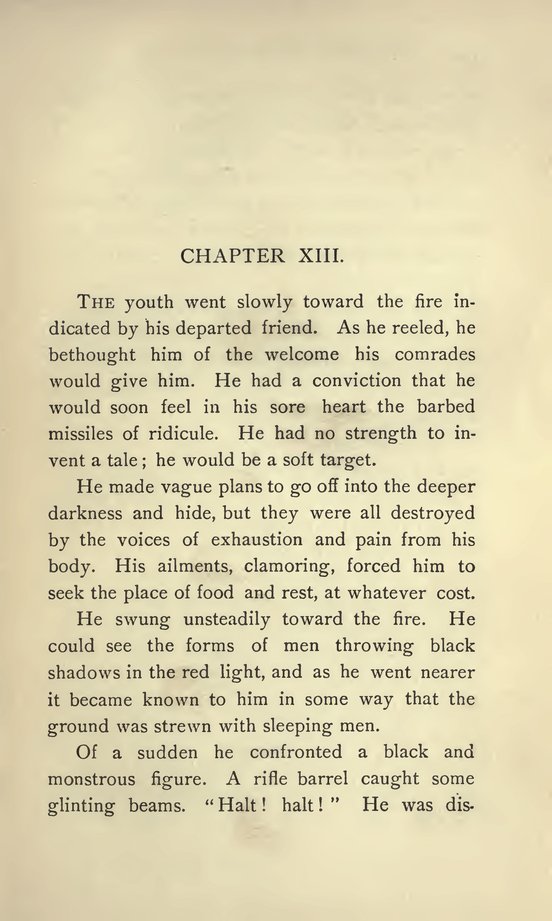 CHAPTER XIII.
THE youth went slowly toward the fire in-
dicated by his departed friend. As he reeled, he
bethought him of the welcome his comrades
would give him. He had a conviction that he
would soon feel in his sore heart the barbed
missiles of ridicule. He had no strength to in-
vent a tale ; he would be a soft target.
He made vague plans to go off into the deeper
darkness and hide, but they were all destroyed
by the voices of exhaustion and pain from his
body. His ailments, clamoring, forced him to
seek the place of food and rest, at whatever cost.
He swung unsteadily toward the fire. He
could see the forms of men throwing black
shadows in the red light, and as he went nearer
it became known to him in some way that the
ground was strewn with sleeping men.
Of a sudden he confronted a black and
monstrous figure. A rifle barrel caught some
glinting beams. “ Halt ! halt ! ” He was dis-